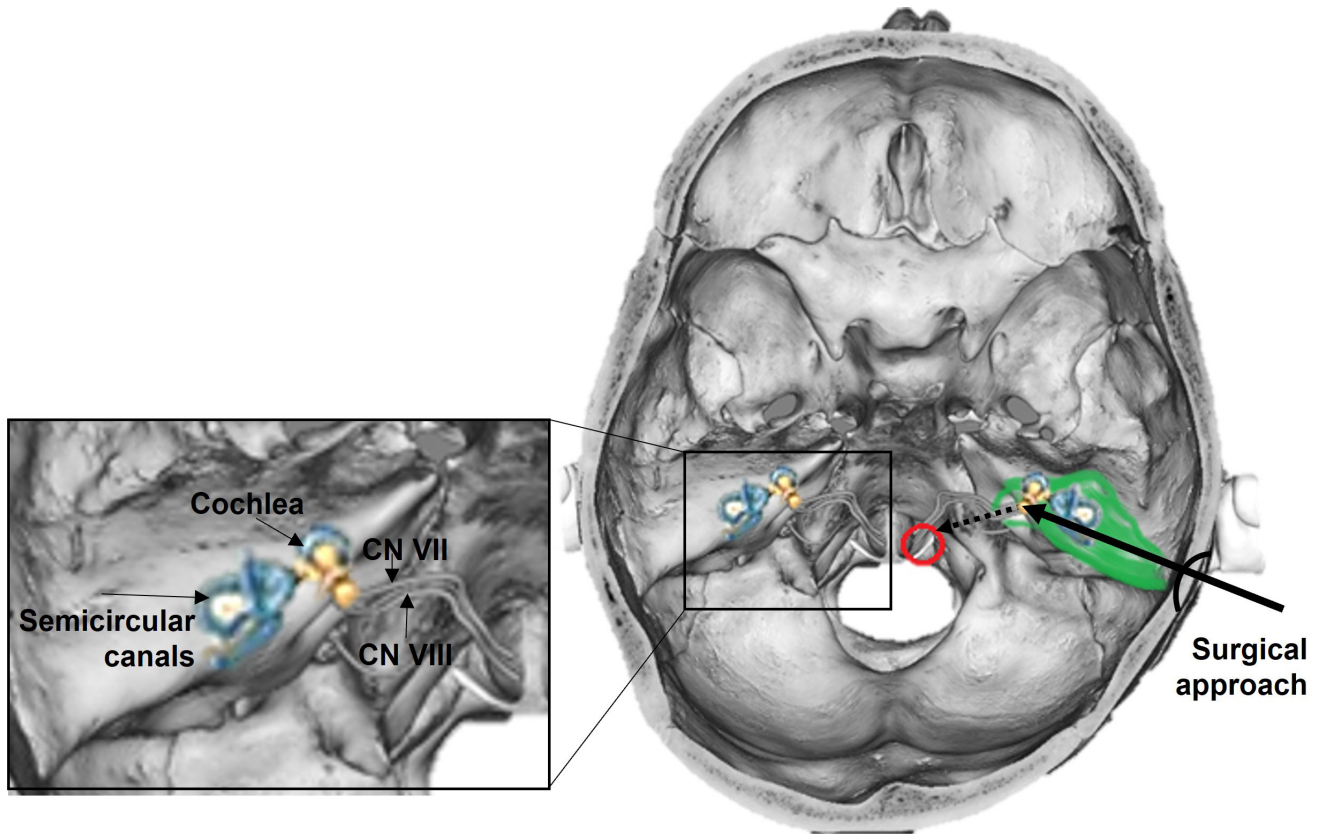 Cochlea
CN VII
Semicircular
canals
CN VIII
Surgical
approach